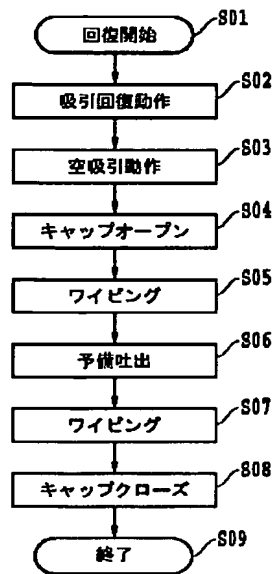 回復開始
S01
吸引回復動作
S02
空吸引動作
S03
キャップオープン
S04
ワイピング
S05
予備吐出
S06
ワイピング
S07
キャップクローズ
S08
終了
S09